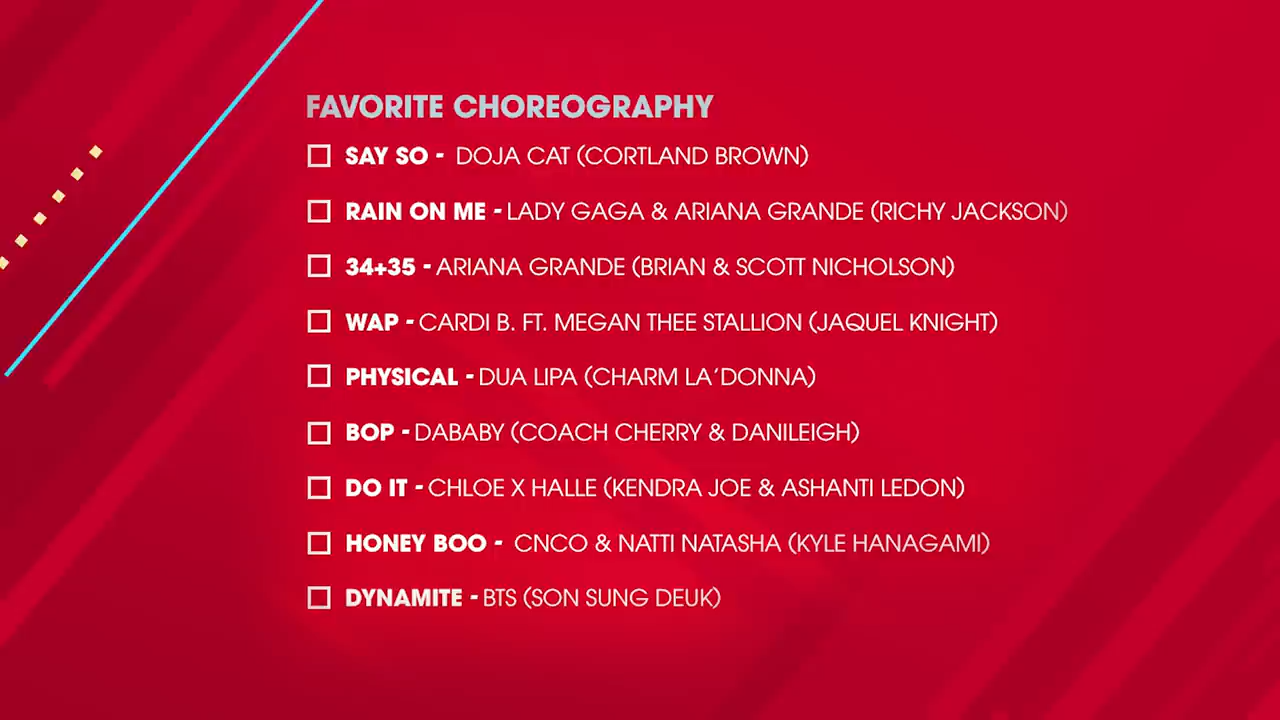 FAVORITE CHOREOGRAPHY
SAY SO - DOJA CAT (CORTLAND BROWN)
RAIN ON ME - LADY GAGA & ARIANA GRANDE (RICHY JACKSON)
34+35 - ARIANA GRANDE (BRIAN & SCOTT NICHOLSON)
WAP - CARDI B. FT. MEGAN THEE STALLION (JAQUEL KNIGHT)
PHYSICAL - DUA LIPA (CHARM LA'DONNA)
BOP - DABABY (COACH CHERRY & DANILEIGH)
DO IT - CHLOE X HALLE (KENDRA JOE & ASHANTI LEDON)
HONEY BOO - CNCO & NATTI NATASHA (KYLE HANAGAMI)
DYNAMITE - BTS (SON SUNG DEUK)